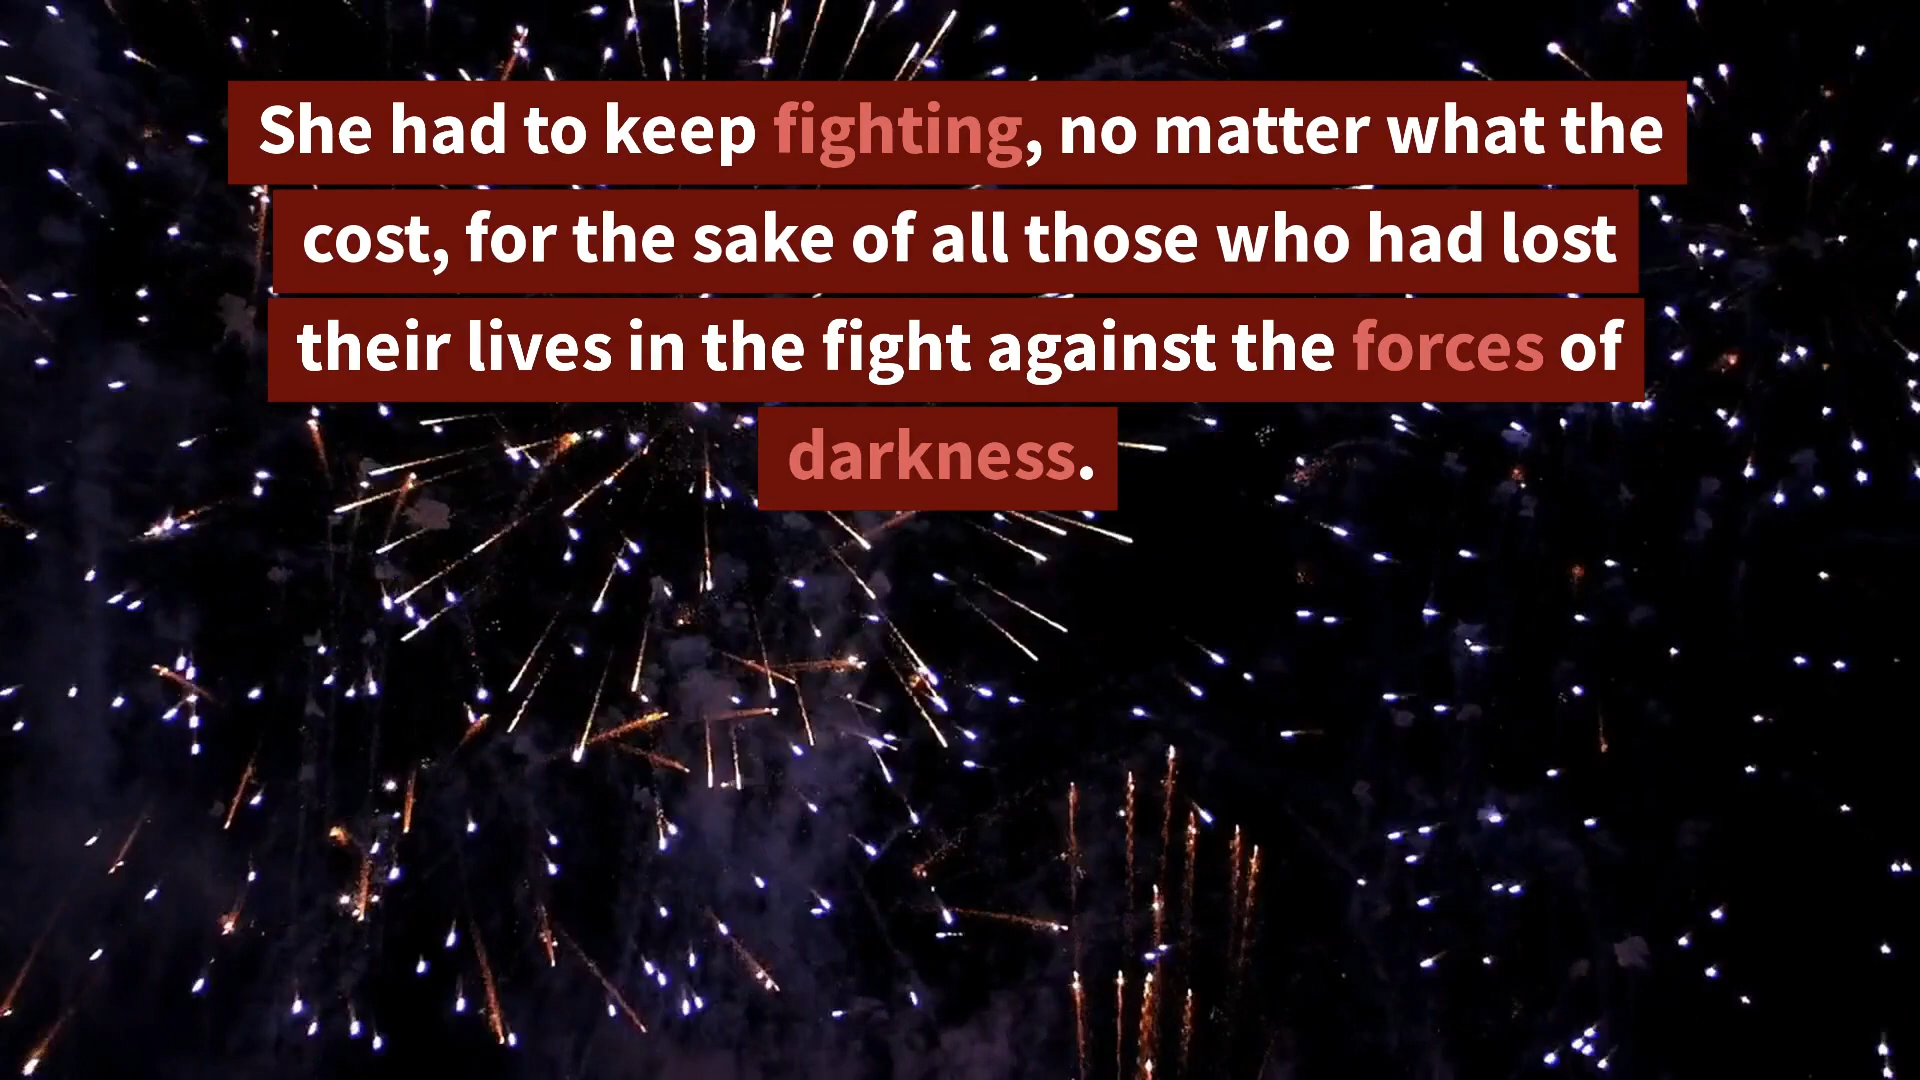 She had to keep fighting, no matter what the
cost, for the sake of all those who had lost
their lives in the fight against the forces of
darkness.